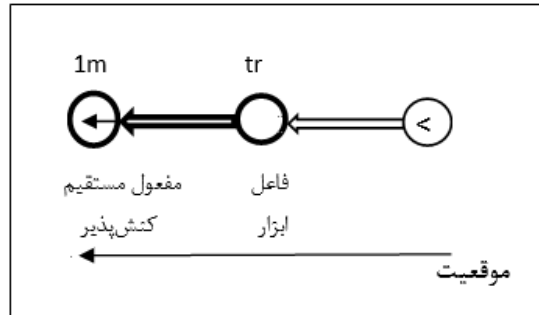 1m tr
<
مفعول مستقیم فاعل
کنش‌پذیر ابزار
موقعیت